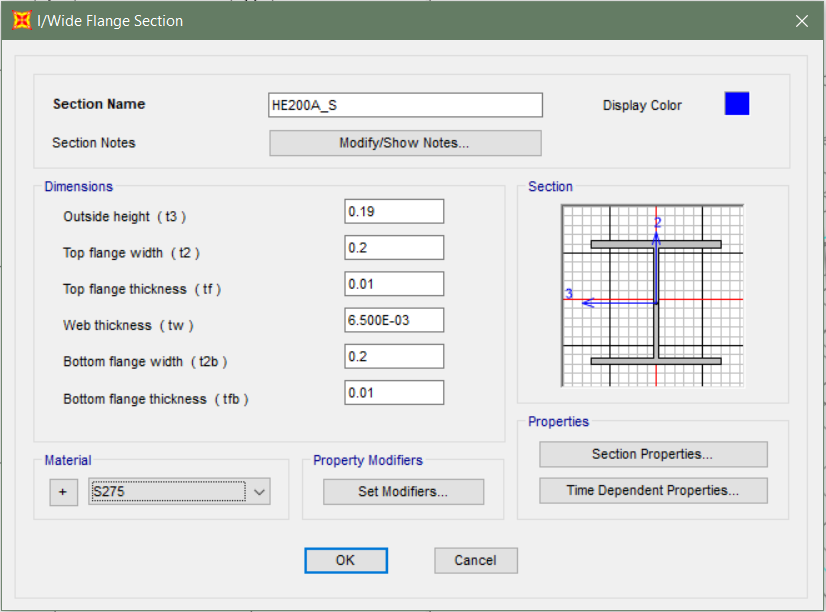 I/Wide Flange Section
Section Name HE200A_S Display Color
Section Notes Modify/Show Notes...
Dimensions
Outside height ( t3 ) 0.19
Top flange width ( t2 ) 0.2
Top flange thickness ( tf ) 0.01
Web thickness ( tw ) 6.500E-03
Bottom flange width ( t2b ) 0.2
Bottom flange thickness ( tfb ) 0.01
Section
2
3
Properties
Section Properties...
Time Dependent Properties...
Material
+ S275
Property Modifiers
Set Modifiers...
OK Cancel